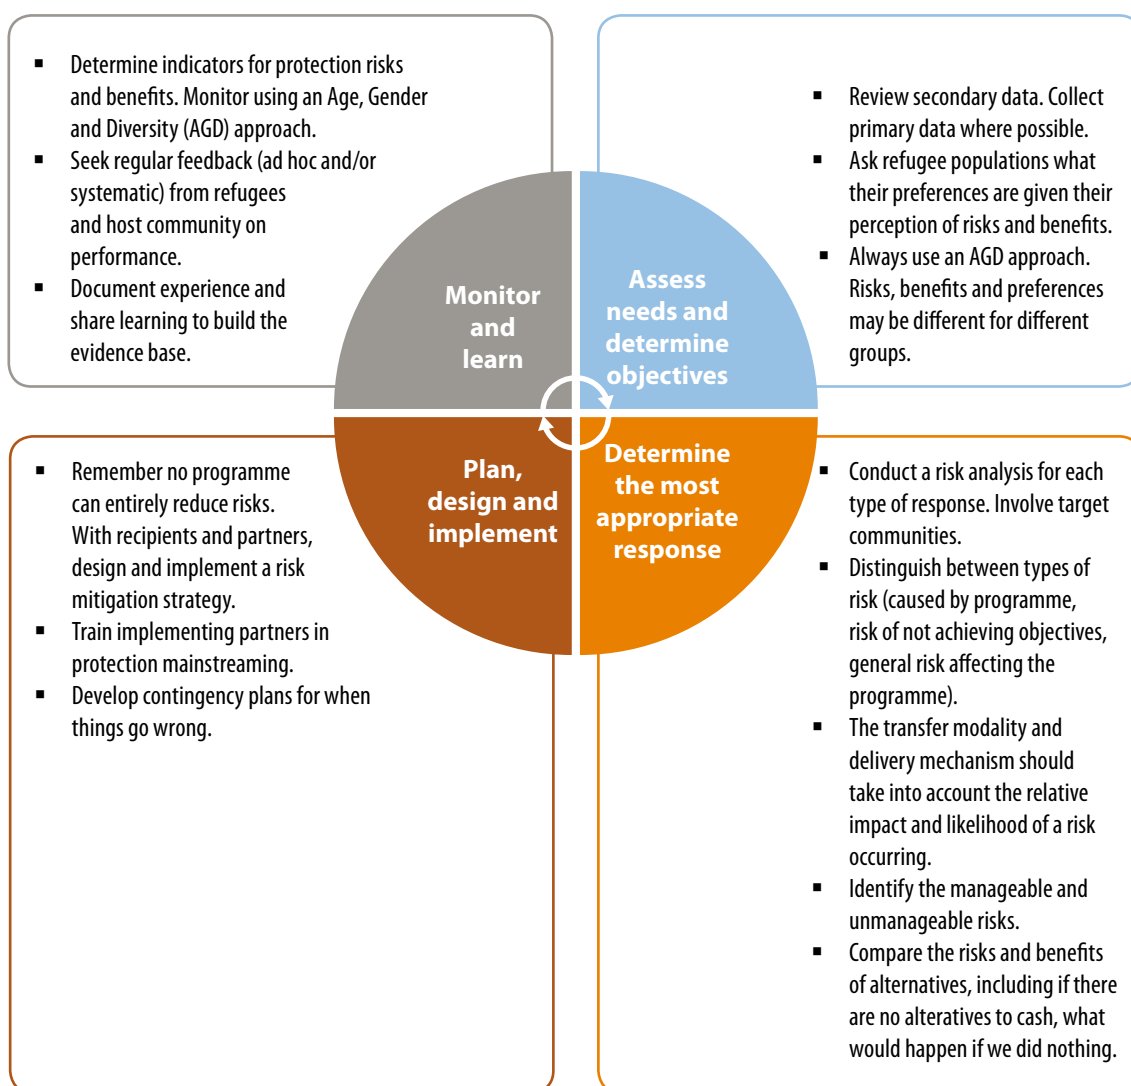 ▪ Determine indicators for protection risks
and benefits. Monitor using an Age, Gender
and Diversity (AGD) approach.
▪ Seek regular feedback (ad hoc and/or
systematic) from refugees
and host community on
performance.
▪ Document experience and
share learning to build the
evidence base.
Monitor
and
learn
▪ Review secondary data. Collect
primary data where possible.
▪ Ask refugee populations what
their preferences are given their
perception of risks and benefits.
▪ Always use an AGD approach.
Risks, benefits and preferences
may be different for different
groups.
Assess
needs and
determine
objectives
▪ Remember no programme
can entirely reduce risks.
With recipients and partners,
design and implement a risk
mitigation strategy.
▪ Train implementing partners in
protection mainstreaming.
▪ Develop contingency plans for when
things go wrong.
Plan,
design and
implement
Determine
the most
appropriate
response
▪ Conduct a risk analysis for each
type of response. Involve target
communities.
▪ Distinguish between types of
risk (caused by programme,
risk of not achieving objectives,
general risk affecting the
programme).
▪ The transfer modality and
delivery mechanism should
take into account the relative
impact and likelihood of a risk
occurring.
▪ Identify the manageable and
unmanageable risks.
▪ Compare the risks and benefits
of alternatives, including if there
are no alteratives to cash, what
would happen if we did nothing.